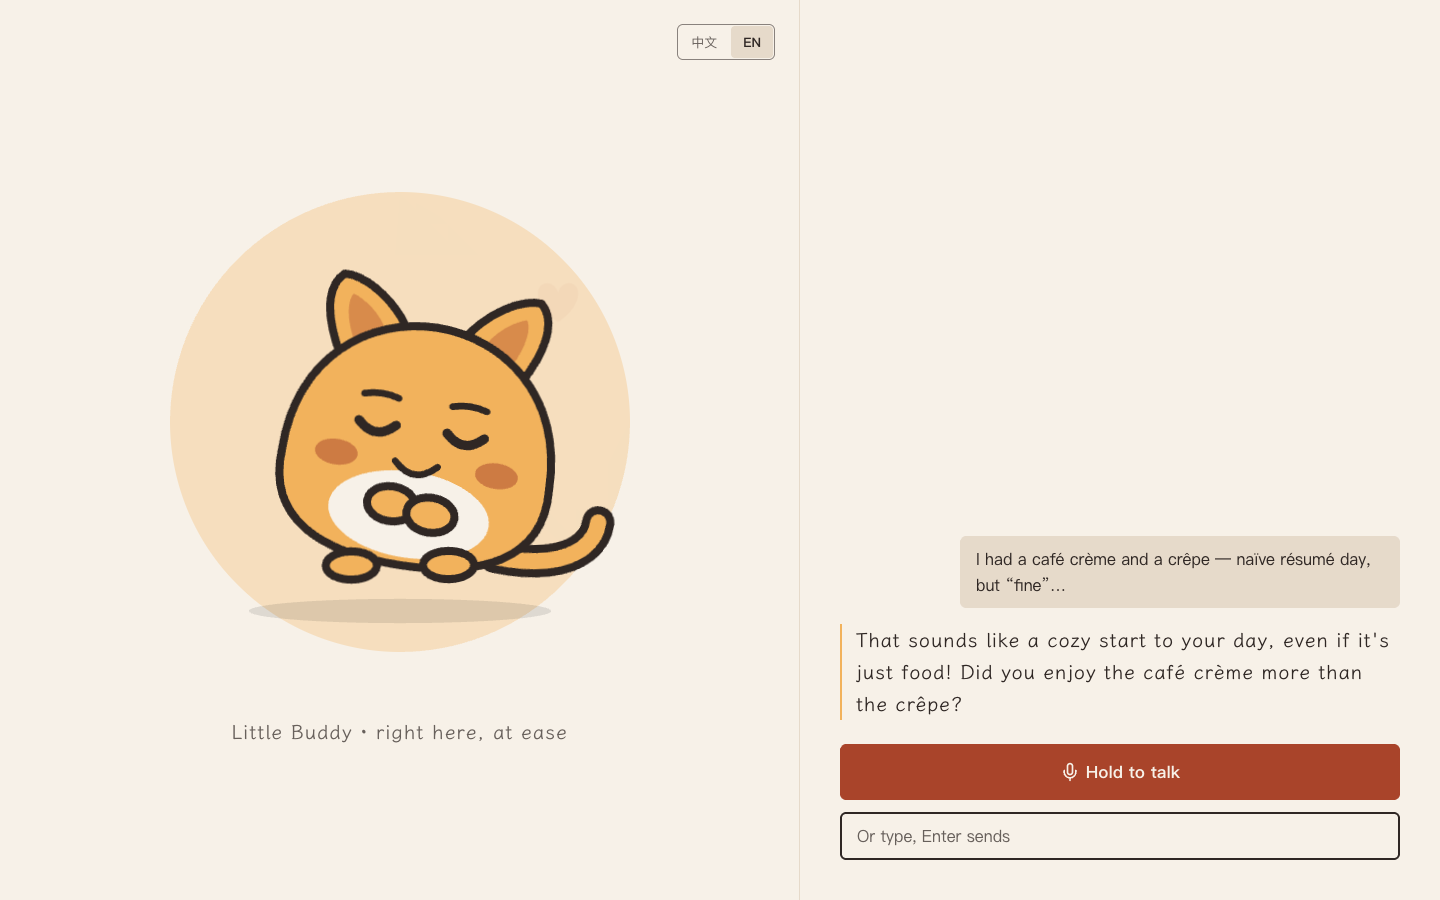 中文 EN
I had a café crème and a crêpe — naïve résumé day,
but “fine”…
That sounds like a cozy start to your day, even if it's
just food! Did you enjoy the café crème more than
the crêpe?
Little Buddy • right here, at ease
Hold to talk
Or type, Enter sends